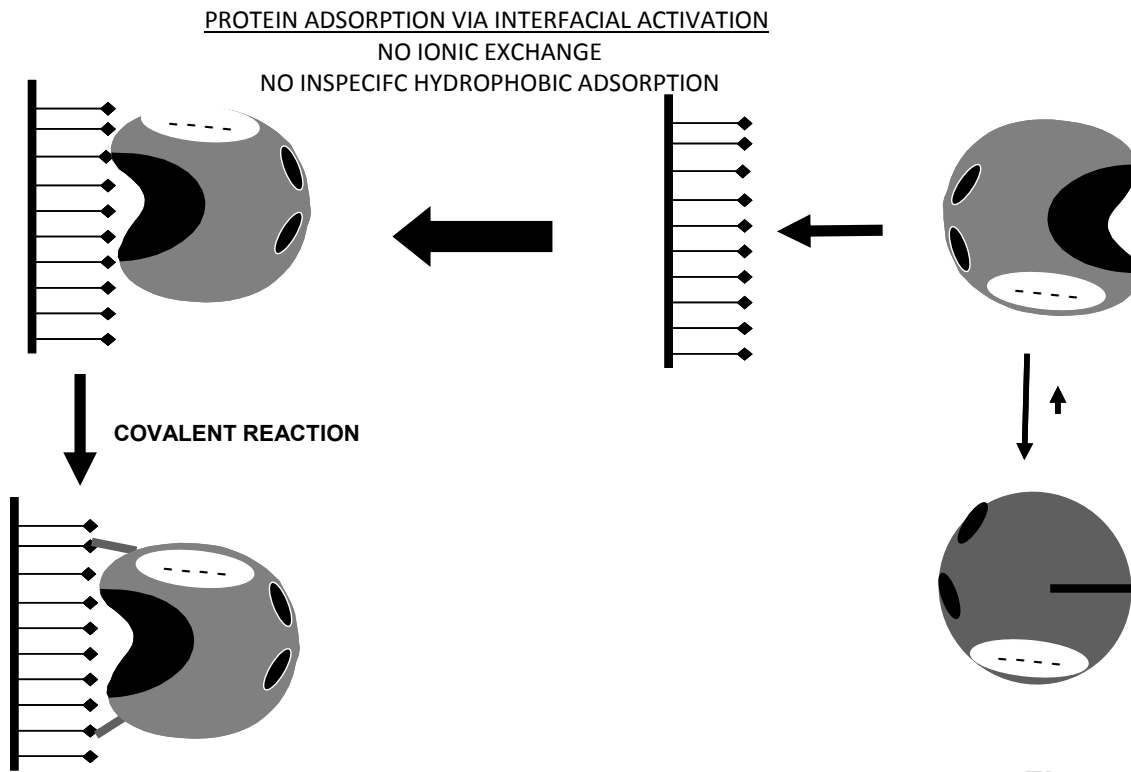 PROTEIN ADSORPTION VIA INTERFACIAL ACTIVATION
NO IONIC EXCHANGE
NO INSPECIFC HYDROPHOBIC ADSORPTION
- - - -
- - - -
COVALENT REACTION
- - - -
- - - -